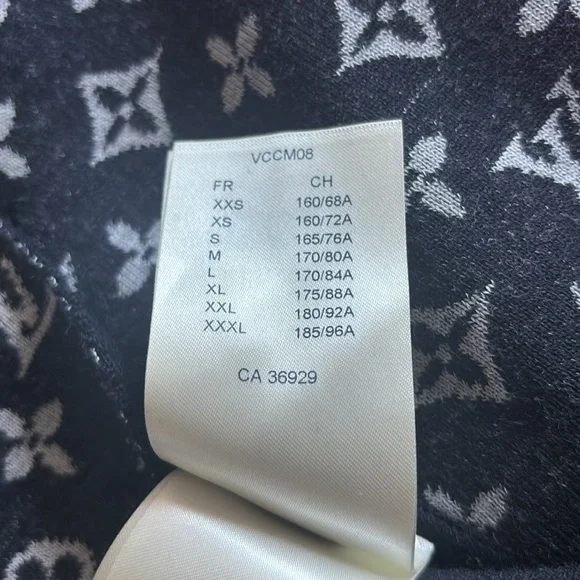 VCCM08
FR CH
XXS 160/68A
XS 160/72A
S 165/76A
M 170/80A
L 170/84A
XL 175/88A
XXL 180/92A
XXXL 185/96A
CA 36929